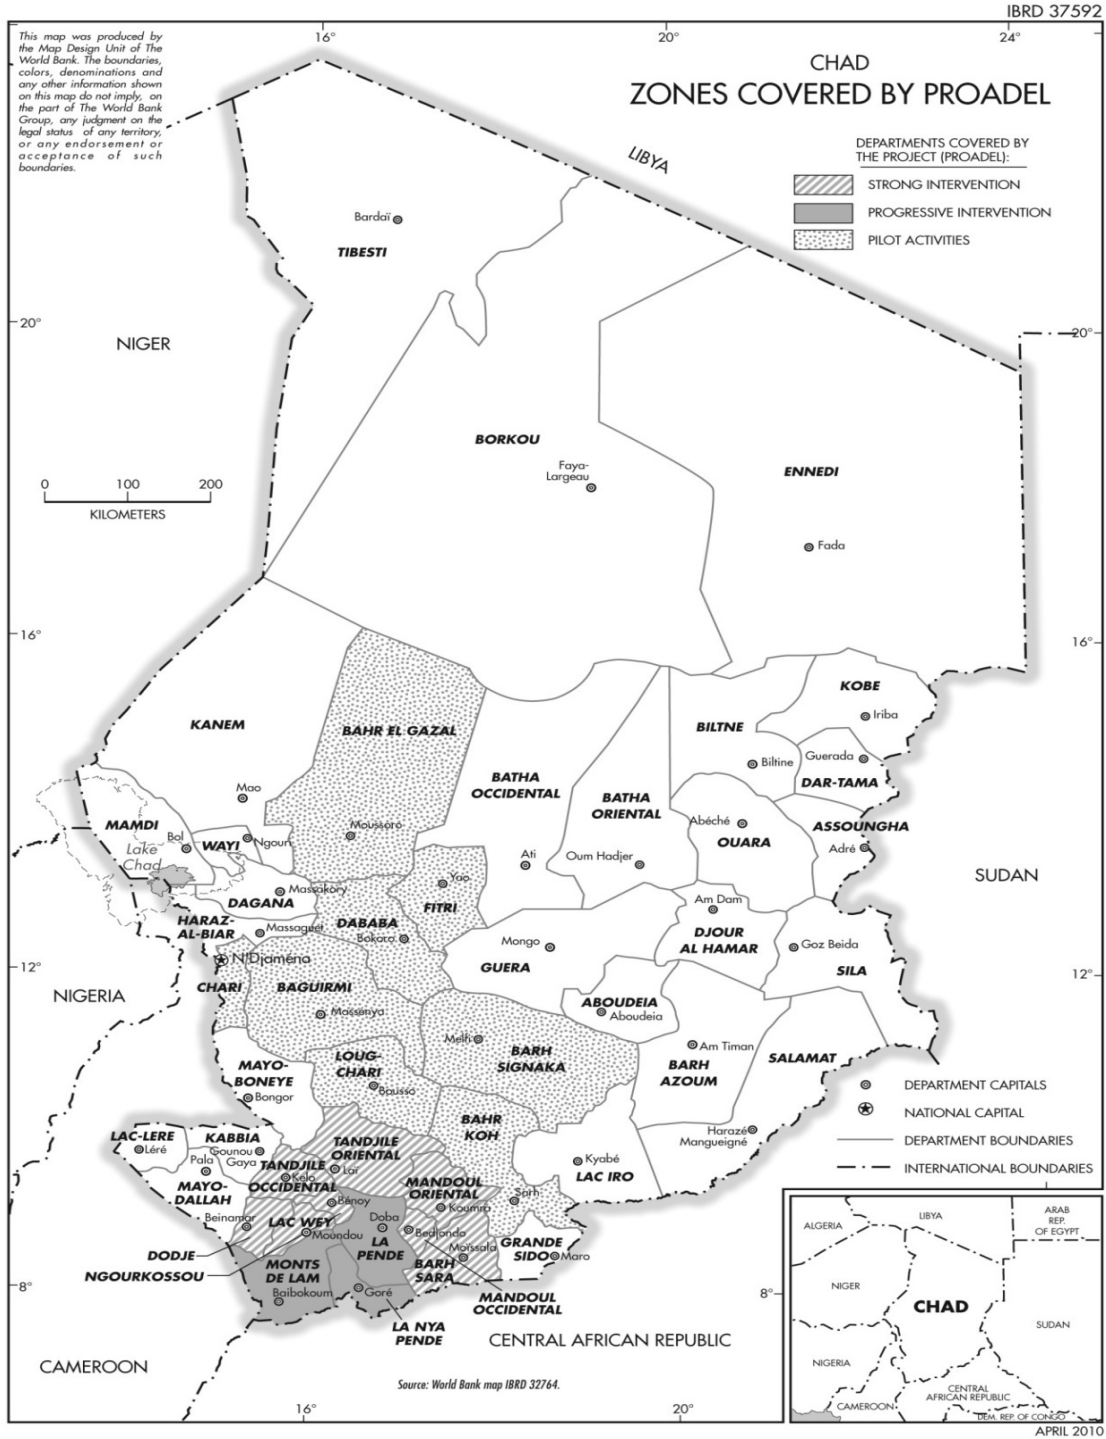 IBRD 37592
16°
20°
24°
This map was produced by
the Map Design Unit of The
World Bank. The boundaries,
colors, denominations and
any other information shown
on this map do not imply, on
the part of The World Bank
Group, any judgment on the
legal status of any territory,
or any endorsement or
acceptance of such
boundaries.
CHAD
ZONES COVERED BY PROADEL
DEPARTMENTS COVERED BY
THE PROJECT (PROADEL):
STRONG INTERVENTION
PROGRESSIVE INTERVENTION
PILOT ACTIVITIES
LIBYA
Bardaï
TIBESTI
20°
20°
NIGER
BORKOU
Faya-
Largeau
ENNEDI
0 100 200
KILOMETERS
Fada
16°
16°
KANEM
BAHR EL GAZAL
BILTNE
KOBE
Iriba
Biltine
Guerada
DAR-TAMA
BATHA
OCCIDENTAL
BATHA
ORIENTAL
Mao
MAMDI
Bol
Lake
Chad
WAYI
Ngouri
Moussoro
Abéché
OUARA
ASSOUNGHA
Adré
Ati
Oum Hadjer
SUDAN
Massakory
DAGANA
Yao
FITRI
Am Dam
HARAZ-
AL-BIAR
Massaguet
DABABA
Bokoro
Mongo
GUERA
DJOUR
AL HAMAR
Goz Beida
SILA
12°
12°
N'Djaména
NIGERIA
CHARI
BAGUIRMI
Massenya
ABOUDEIA
Aboudeia
Melfi
BARH
SIGNAKA
Am Timan
BARH
AZOUM
SALAMAT
MAYO-
BONEYE
Bongor
LOUG-
CHARI
Bousso
BAHR
KOH
Harazé
Mangueigné
DEPARTMENT CAPITALS
NATIONAL CAPITAL
DEPARTMENT BOUNDARIES
INTERNATIONAL BOUNDARIES
LAC-LERE
Léré
KABBIA
Gounou
Gaya
Pala
MAYO-
DALLAH
TANDJILE
ORIENTAL
Laï
TANDJILE
OCCIDENTAL
Kelo
MANDOUL
ORIENTAL
Koumra
Kyabé
LAC IRO
Sarh
Beinamar
Bénoy
LAC WEY
Moundou
Doba
LA
PENDE
Bedjonda
Moïssala
BARH
SARA
GRANDE
SIDO
Maro
DODJE
NGOURKOSSOU
MONTS
DE LAM
Baibokoum
Goré
MANDOUL
OCCIDENTAL
LA NYA
PENDE
8°
8°
CAMEROON
CENTRAL AFRICAN REPUBLIC
Source: World Bank map IBRD 32764.
ALGERIA
LIBYA
ARAB
REP.
OF EGYPT
NIGER
CHAD
SUDAN
NIGERIA
CAMEROON
CENTRAL
AFRICAN REPUBLIC
DEM. REP. OF CONGO
16°
20°
APRIL 2010